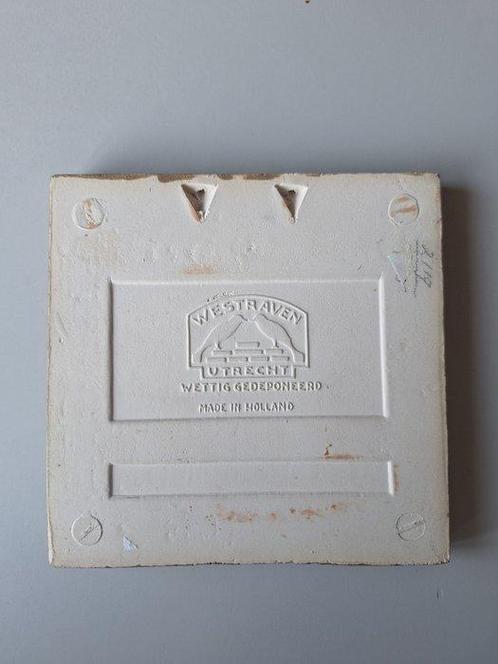 WESTRAVEN
UTRECHT
WETTIG GEDEPONEERD.
MADE IN HOLLAND